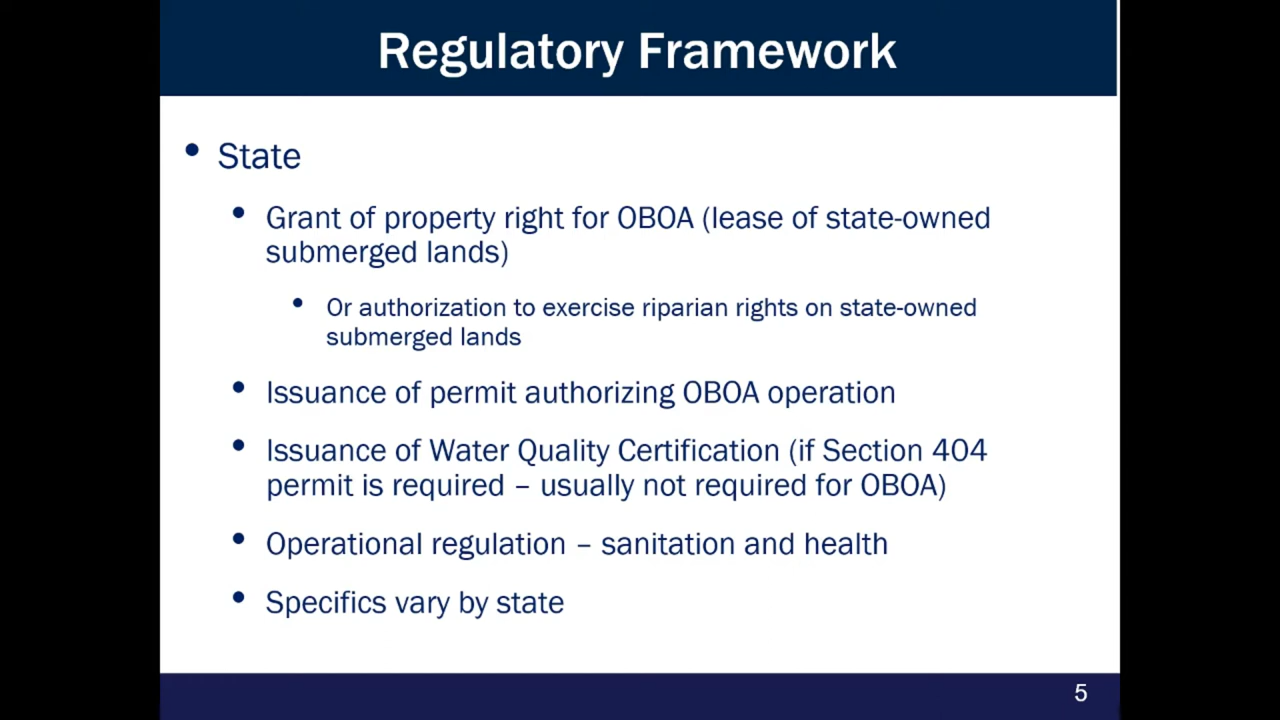 Regulatory Framework
• State
• Grant of property right for OBOA (lease of state-owned
submerged lands)
• Or authorization to exercise riparian rights on state-owned
submerged lands
• Issuance of permit authorizing OBOA operation
• Issuance of Water Quality Certification (if Section 404
permit is required – usually not required for OBOA)
• Operational regulation – sanitation and health
• Specifics vary by state
5